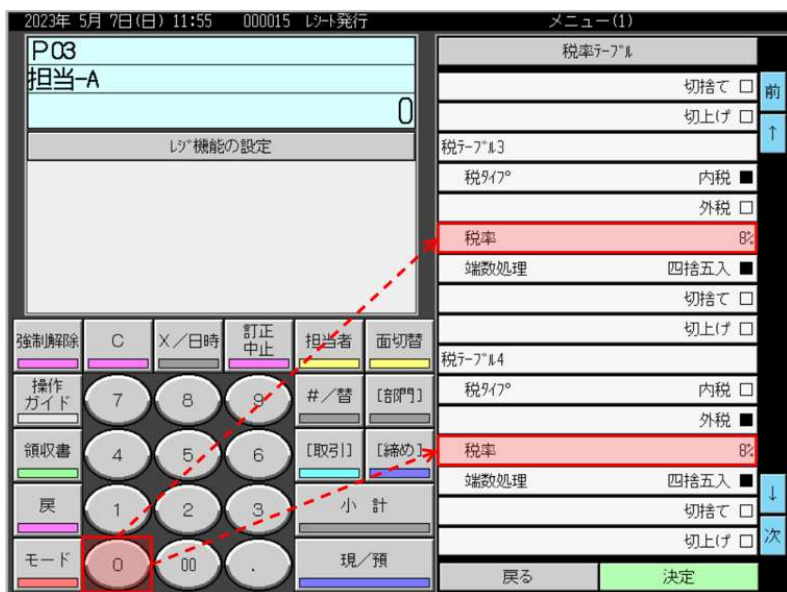 2023年 5月 7日(日) 11:55 000015 ﾚｼｰﾄ発行 メニュー(1)
P03
担当-A
0
ﾚｼﾞ機能の設定
税率ﾃｰﾌﾞﾙ
切捨て □
切上げ □
税ﾃｰﾌﾞﾙ3
税ﾀｲﾌﾟ 内税 ■
外税 □
税率 8%
端数処理 四捨五入 ■
切捨て □
切上げ □
税ﾃｰﾌﾞﾙ4
税ﾀｲﾌﾟ 内税 □
外税 ■
税率 8%
端数処理 四捨五入 ■
切捨て □
切上げ □
前
↑
↓
次
戻る 決定
強制解除 C X／日時 訂正 担当者 面切替
中止
操作 7 8 9 #／替 [部門]
ガイド
領収書 4 5 6 [取引] [締め]
戻 1 2 3 小 計
モード 0 00 . 現／預